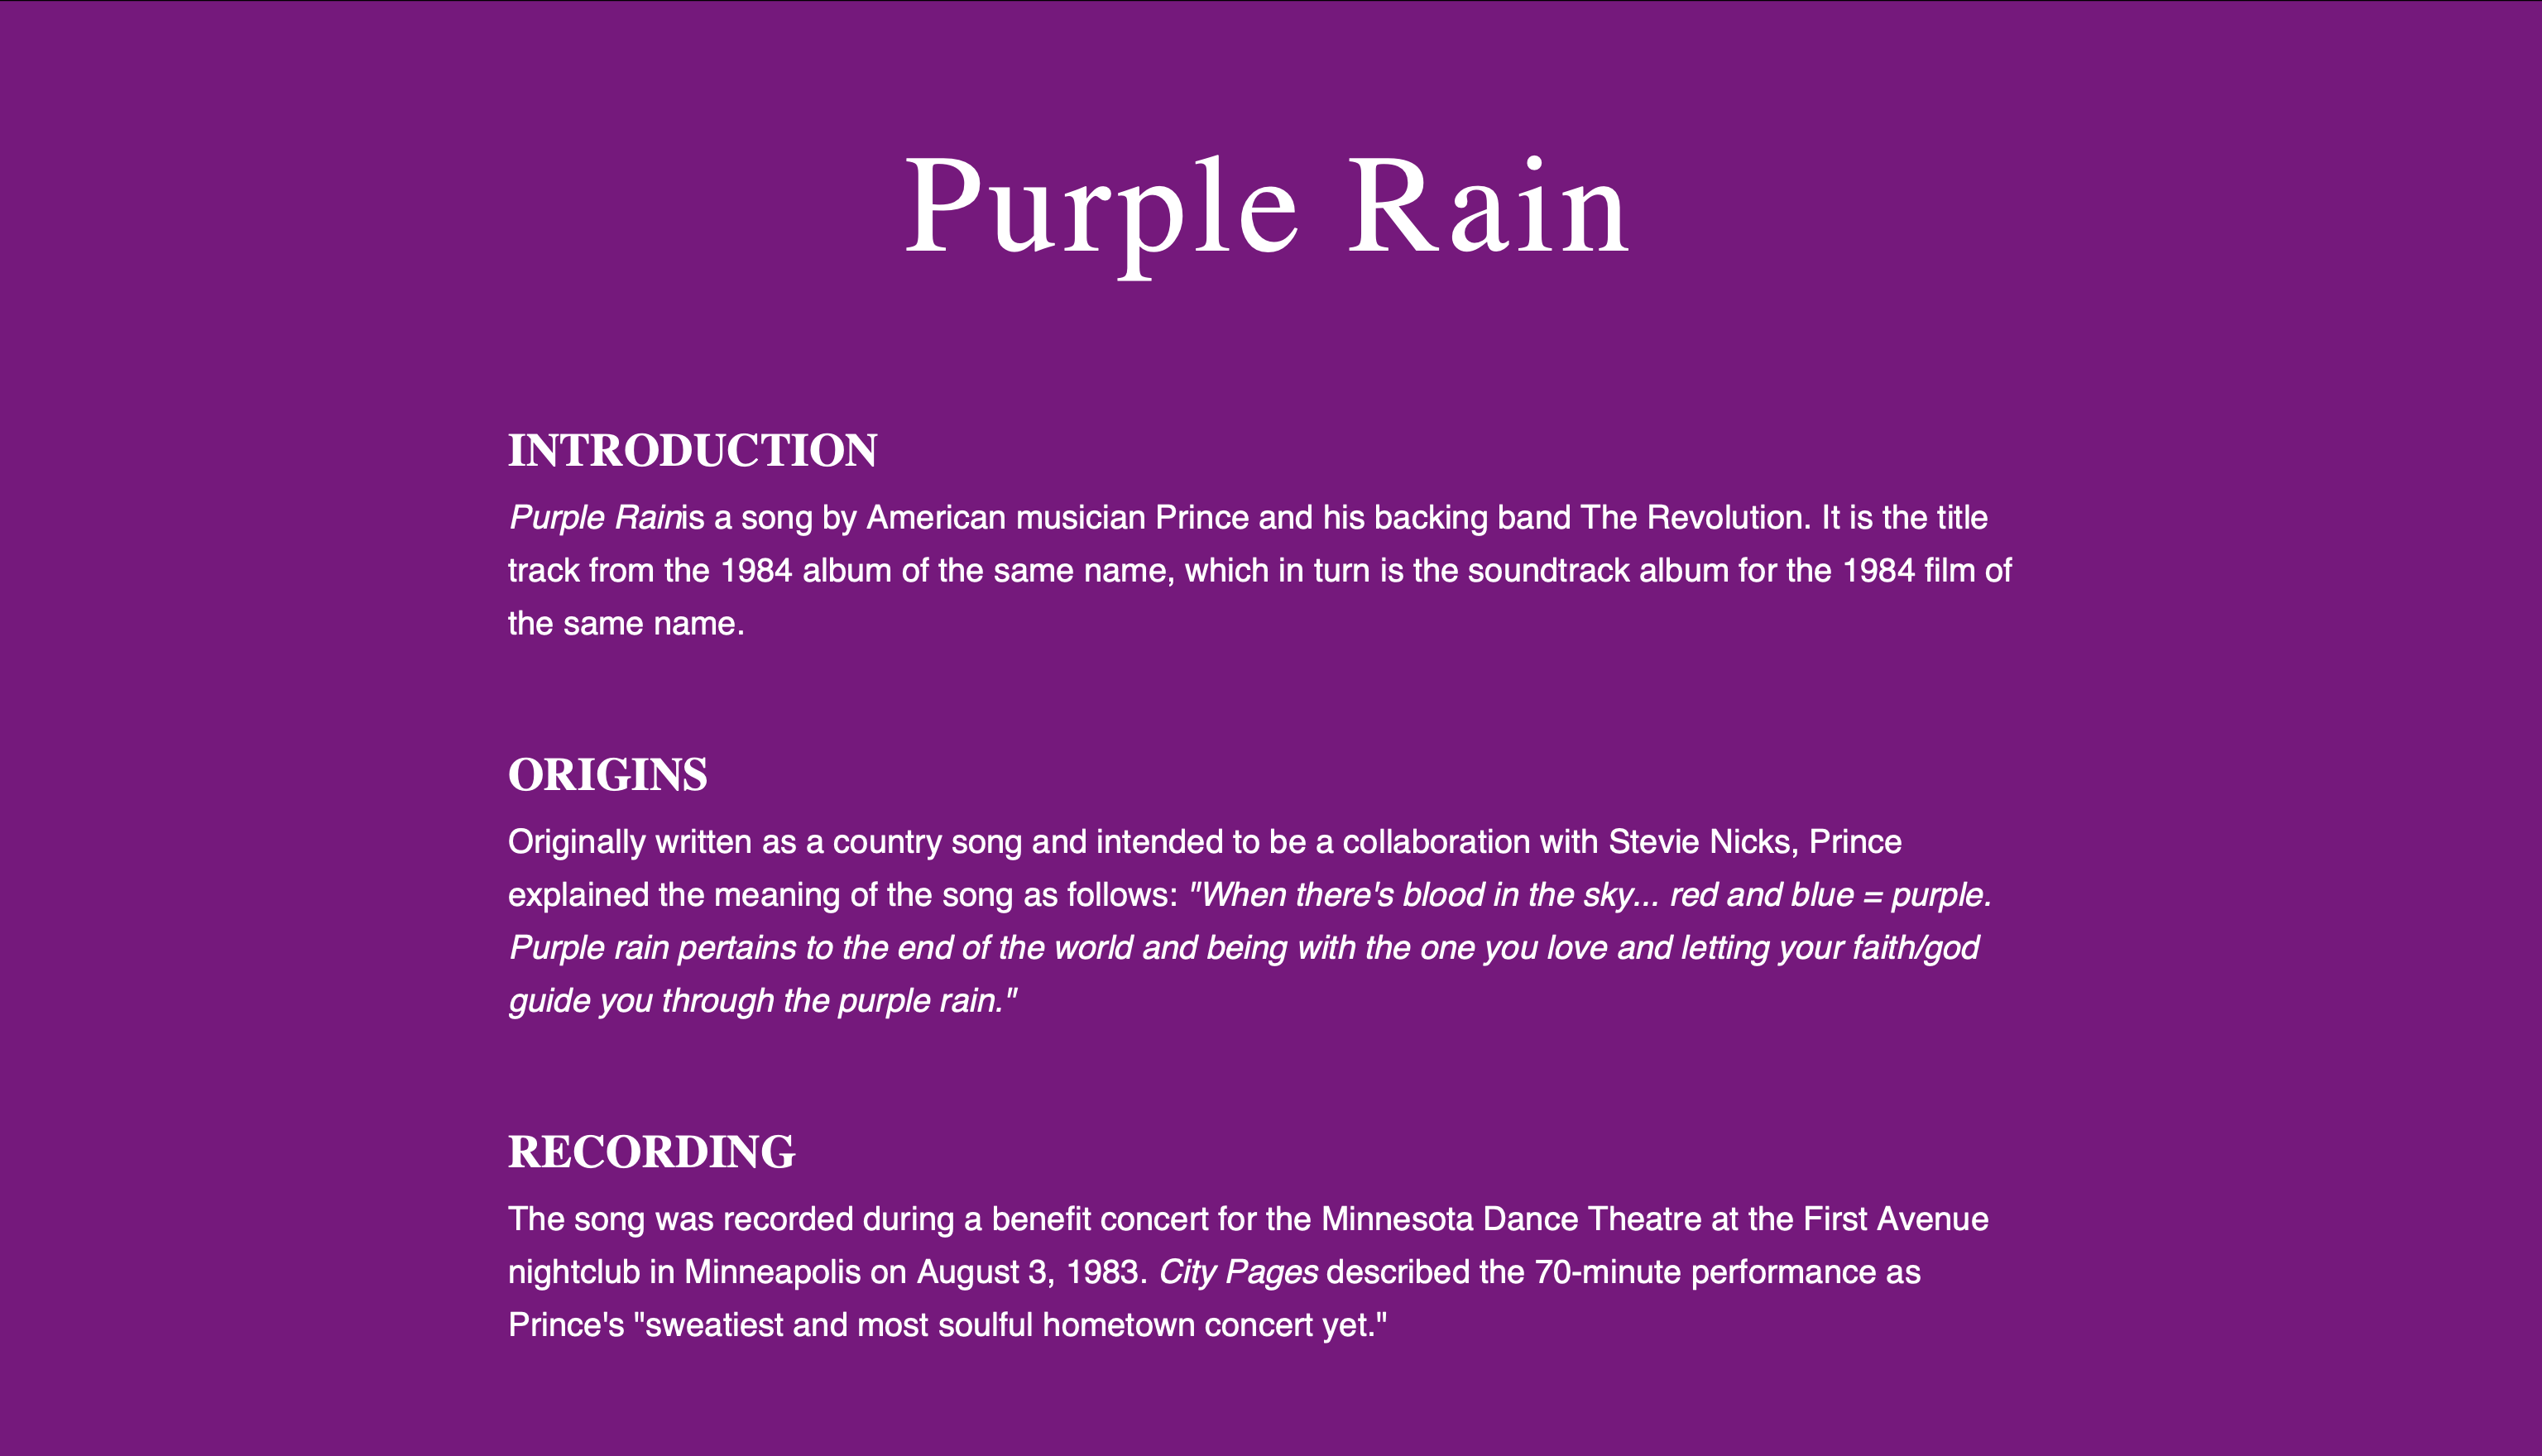 Purple Rain
INTRODUCTION
Purple Rainis a song by American musician Prince and his backing band The Revolution. It is the title
track from the 1984 album of the same name, which in turn is the soundtrack album for the 1984 film of
the same name.
ORIGINS
Originally written as a country song and intended to be a collaboration with Stevie Nicks, Prince
explained the meaning of the song as follows: "When there's blood in the sky... red and blue = purple.
Purple rain pertains to the end of the world and being with the one you love and letting your faith/god
guide you through the purple rain."
RECORDING
The song was recorded during a benefit concert for the Minnesota Dance Theatre at the First Avenue
nightclub in Minneapolis on August 3, 1983. City Pages described the 70-minute performance as
Prince's "sweatiest and most soulful hometown concert yet."